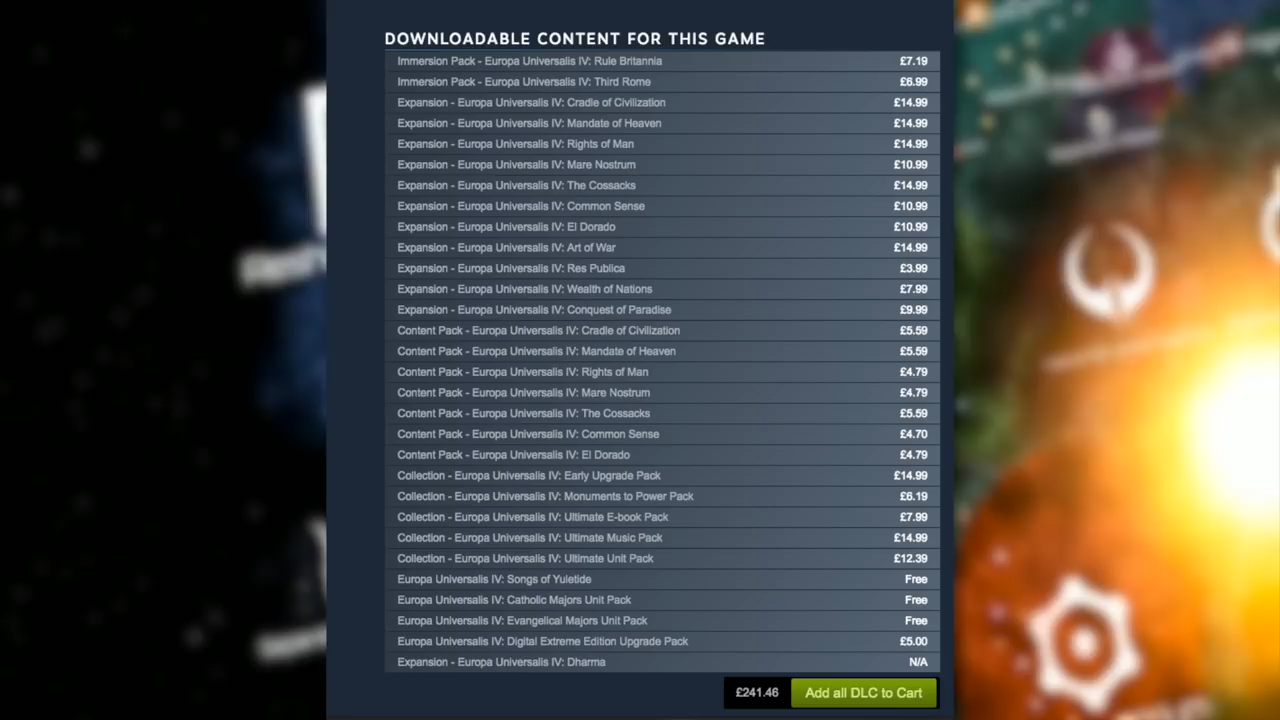 DOWNLOADABLE CONTENT FOR THIS GAME
Immersion Pack - Europa Universalis IV: Rule Britannia £7.19
Immersion Pack - Europa Universalis IV: Third Rome £6.99
Expansion - Europa Universalis IV: Cradle of Civilization £14.99
Expansion - Europa Universalis IV: Mandate of Heaven £14.99
Expansion - Europa Universalis IV: Rights of Man £14.99
Expansion - Europa Universalis IV: Mare Nostrum £10.99
Expansion - Europa Universalis IV: The Cossacks £14.99
Expansion - Europa Universalis IV: Common Sense £10.99
Expansion - Europa Universalis IV: El Dorado £10.99
Expansion - Europa Universalis IV: Art of War £14.99
Expansion - Europa Universalis IV: Res Publica £3.99
Expansion - Europa Universalis IV: Wealth of Nations £7.99
Expansion - Europa Universalis IV: Conquest of Paradise £9.99
Content Pack - Europa Universalis IV: Cradle of Civilization £5.59
Content Pack - Europa Universalis IV: Mandate of Heaven £5.59
Content Pack - Europa Universalis IV: Rights of Man £4.79
Content Pack - Europa Universalis IV: Mare Nostrum £4.79
Content Pack - Europa Universalis IV: The Cossacks £5.59
Content Pack - Europa Universalis IV: Common Sense £4.70
Content Pack - Europa Universalis IV: El Dorado £4.79
Collection - Europa Universalis IV: Early Upgrade Pack £14.99
Collection - Europa Universalis IV: Monuments to Power Pack £6.19
Collection - Europa Universalis IV: Ultimate E-book Pack £7.99
Collection - Europa Universalis IV: Ultimate Music Pack £14.99
Collection - Europa Universalis IV: Ultimate Unit Pack £12.39
Europa Universalis IV: Songs of Yuletide Free
Europa Universalis IV: Catholic Majors Unit Pack Free
Europa Universalis IV: Evangelical Majors Unit Pack Free
Europa Universalis IV: Digital Extreme Edition Upgrade Pack £5.00
Expansion - Europa Universalis IV: Dharma N/A
£241.46 Add all DLC to Cart